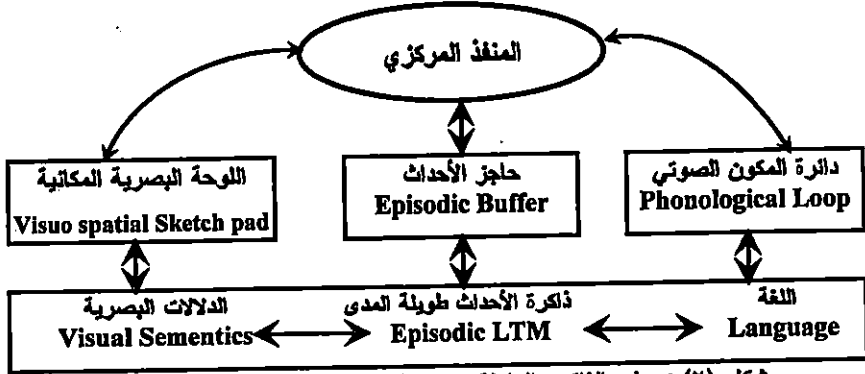 المنفذ المركزي
اللوحة البصرية المكانية
Visuo spatial Sketch pad
حاجز الأحداث
Episodic Buffer
دائرة المكون الصوتي
Phonological Loop
الدلالات البصرية
Visual Sementics
ذاكرة الأحداث طويلة المدى
Episodic LTM
اللغة
Language